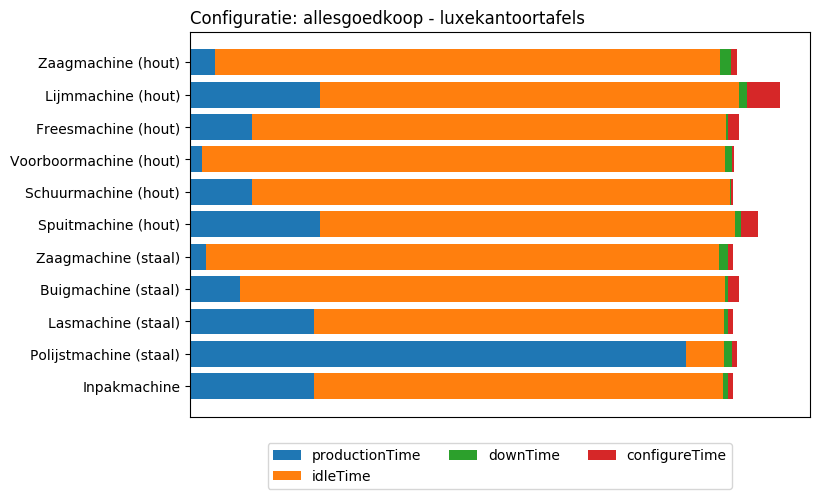 Configuratie: allesgoedkoop - luxekantoortafels
Zaagmachine (hout)
Lijmmachine (hout)
Freesmachine (hout)
Voorboormachine (hout)
Schuurmachine (hout)
Spuitmachine (hout)
Zaagmachine (staal)
Buigmachine (staal)
Lasmachine (staal)
Polijstmachine (staal)
Inpakmachine
productionTime downTime configureTime
idleTime